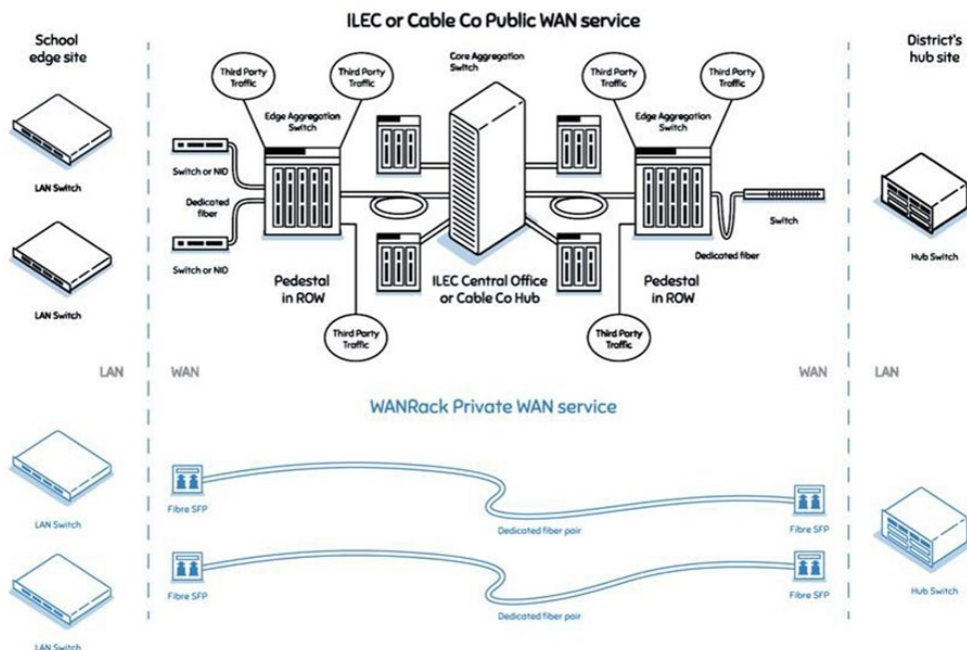 ILEC or Cable Co Public WAN service
School
edge site
District's
hub site
Third Party
Traffic
Third Party
Traffic
Core Aggregation
Switch
Third Party
Traffic
Third Party
Traffic
Edge Aggregation
Switch
Edge Aggregation
Switch
LAN Switch
Switch or NID
Dedicated
fiber
Switch or NID
Switch
Dedicated fiber
Hub Switch
LAN Switch
Pedestal
in ROW
ILEC Central Office
or Cable Co Hub
Pedestal
in ROW
Third Party
Traffic
Third Party
Traffic
LAN
WAN
WAN
LAN
WANRack Private WAN service
LAN Switch
Fibre SFP
Dedicated fiber pair
Fibre SFP
Hub Switch
Fibre SFP
Dedicated fiber pair
Fibre SFP
LAN Switch